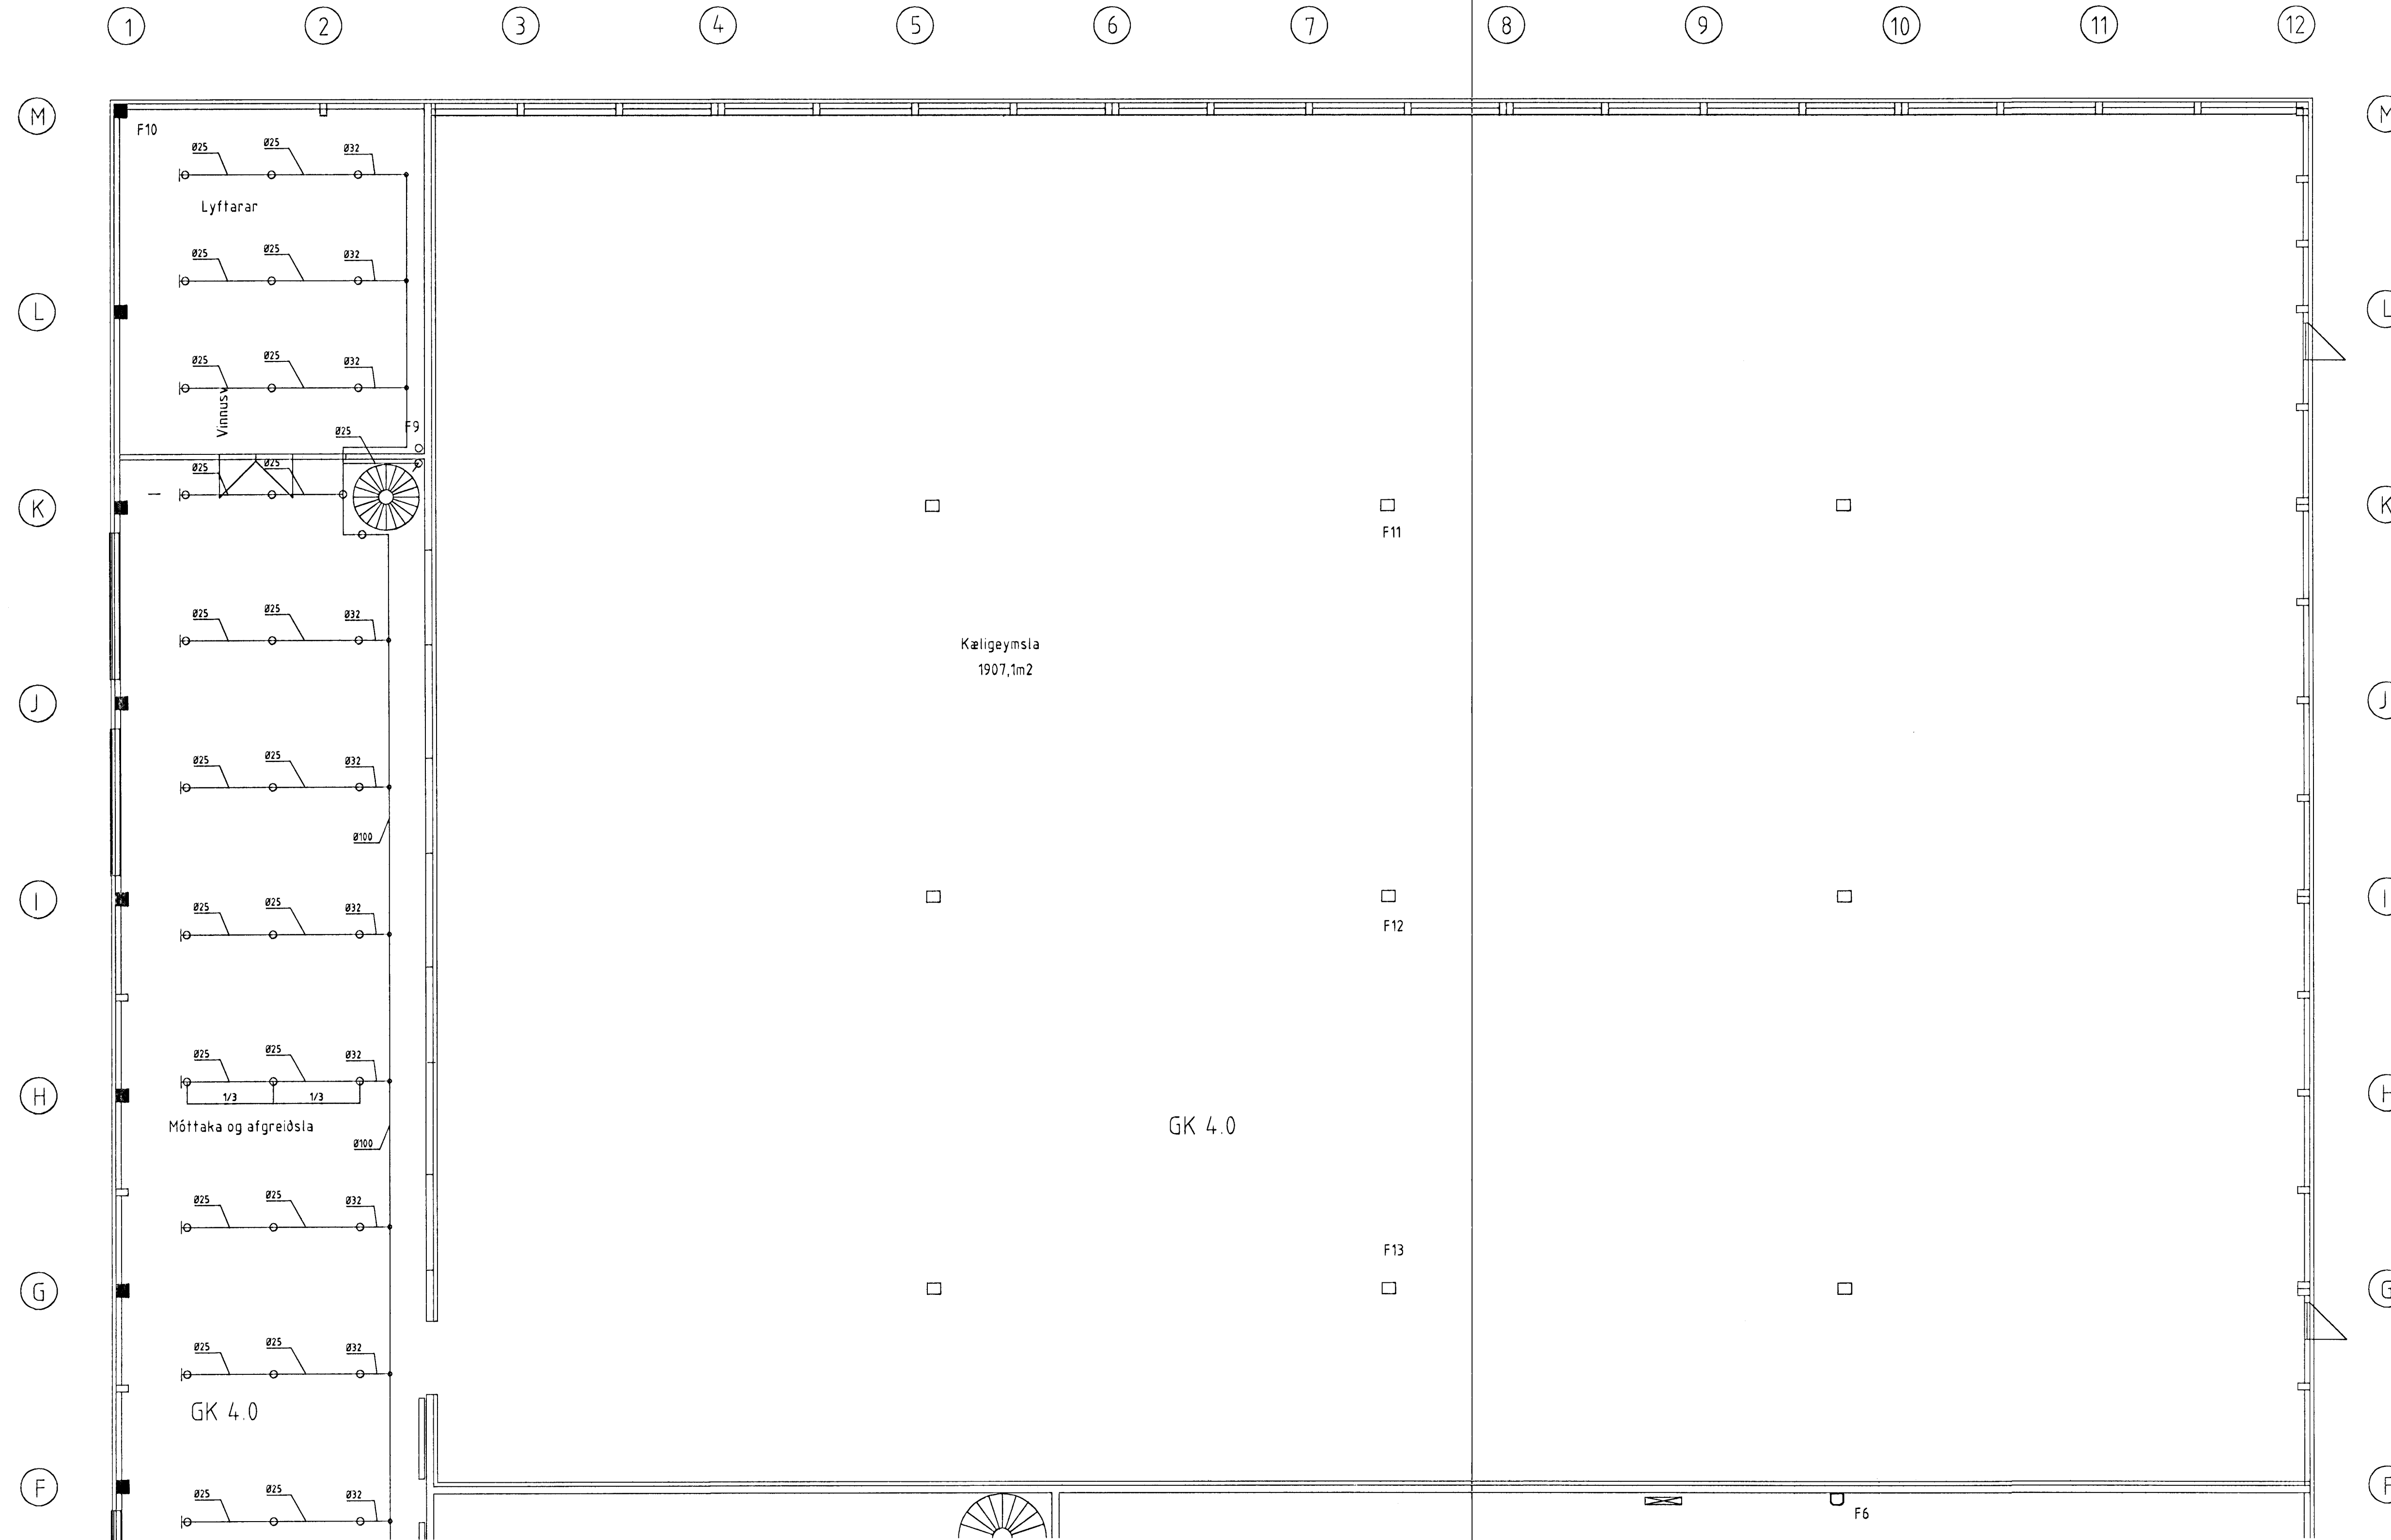 1 2 3 4 5 6 7 8 9 10 11 12
M M
F10
Ø25 Ø25 Ø32
Lyftarar
Ø25 Ø25 Ø32
L L
Ø25 Ø25 Ø32
Vinnusv
F9
Ø25
Ø25 Ø25
K K
F11
Ø25 Ø25 Ø32
Kæligeymsla
1907,1m2
J J
Ø25 Ø25 Ø32
Ø100
I I
Ø25 Ø25 Ø32
F12
Ø25 Ø25 Ø32
H H
1/3 1/3
Móttaka og afgreiðsla
GK 4.0
Ø100
Ø25 Ø25 Ø32
F13
G G
Ø25 Ø25 Ø32
GK 4.0
F F
Ø25 Ø25 Ø32
F6